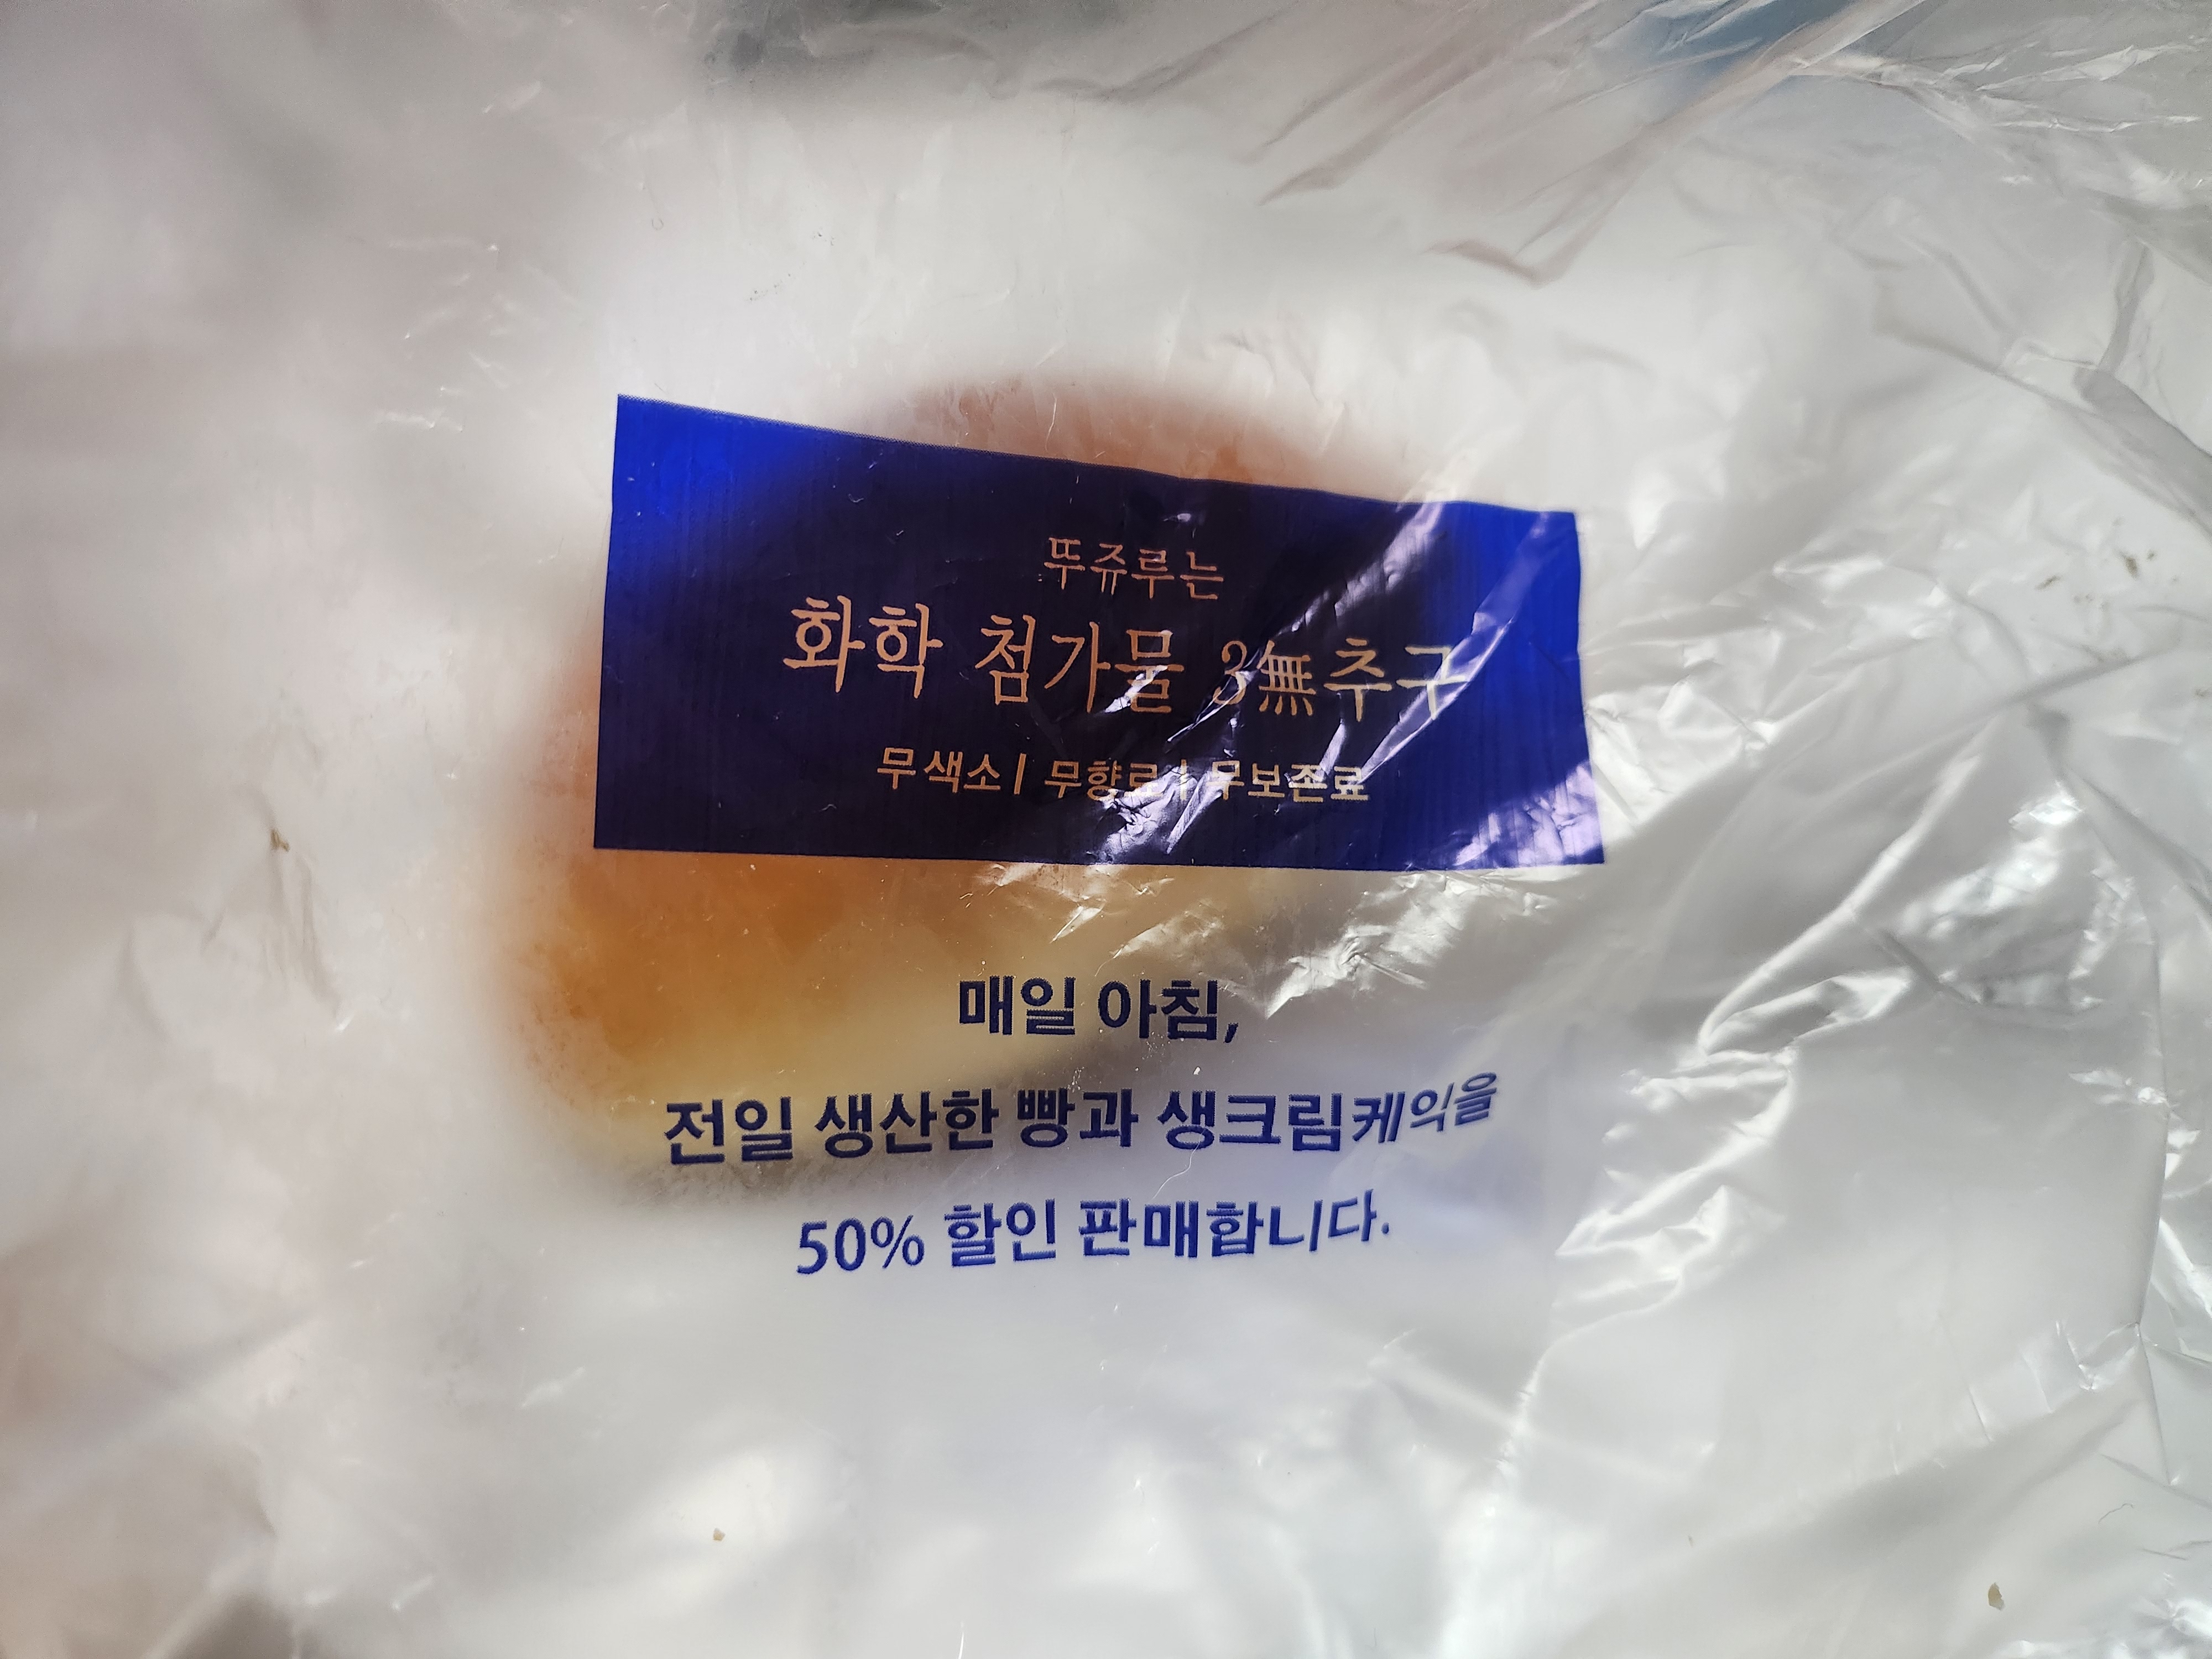 뚜쥬루는
화학 첨가물 3無추구
무색소 | 무향료 | 무보존료
매일 아침,
전일 생산한 빵과 생크림케익을
50% 할인 판매합니다.